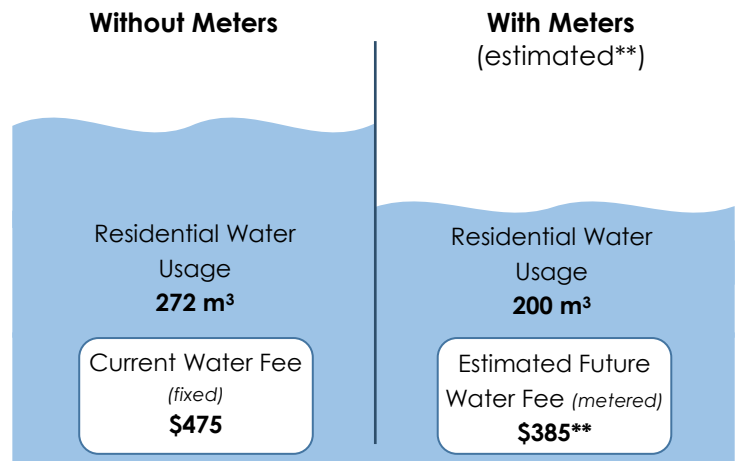 Without Meters
With Meters
(estimated**)
Residential Water
Usage
272 m³
Current Water Fee
(fixed)
$475
Residential Water
Usage
200 m³
Estimated Future
Water Fee (metered)
$385**